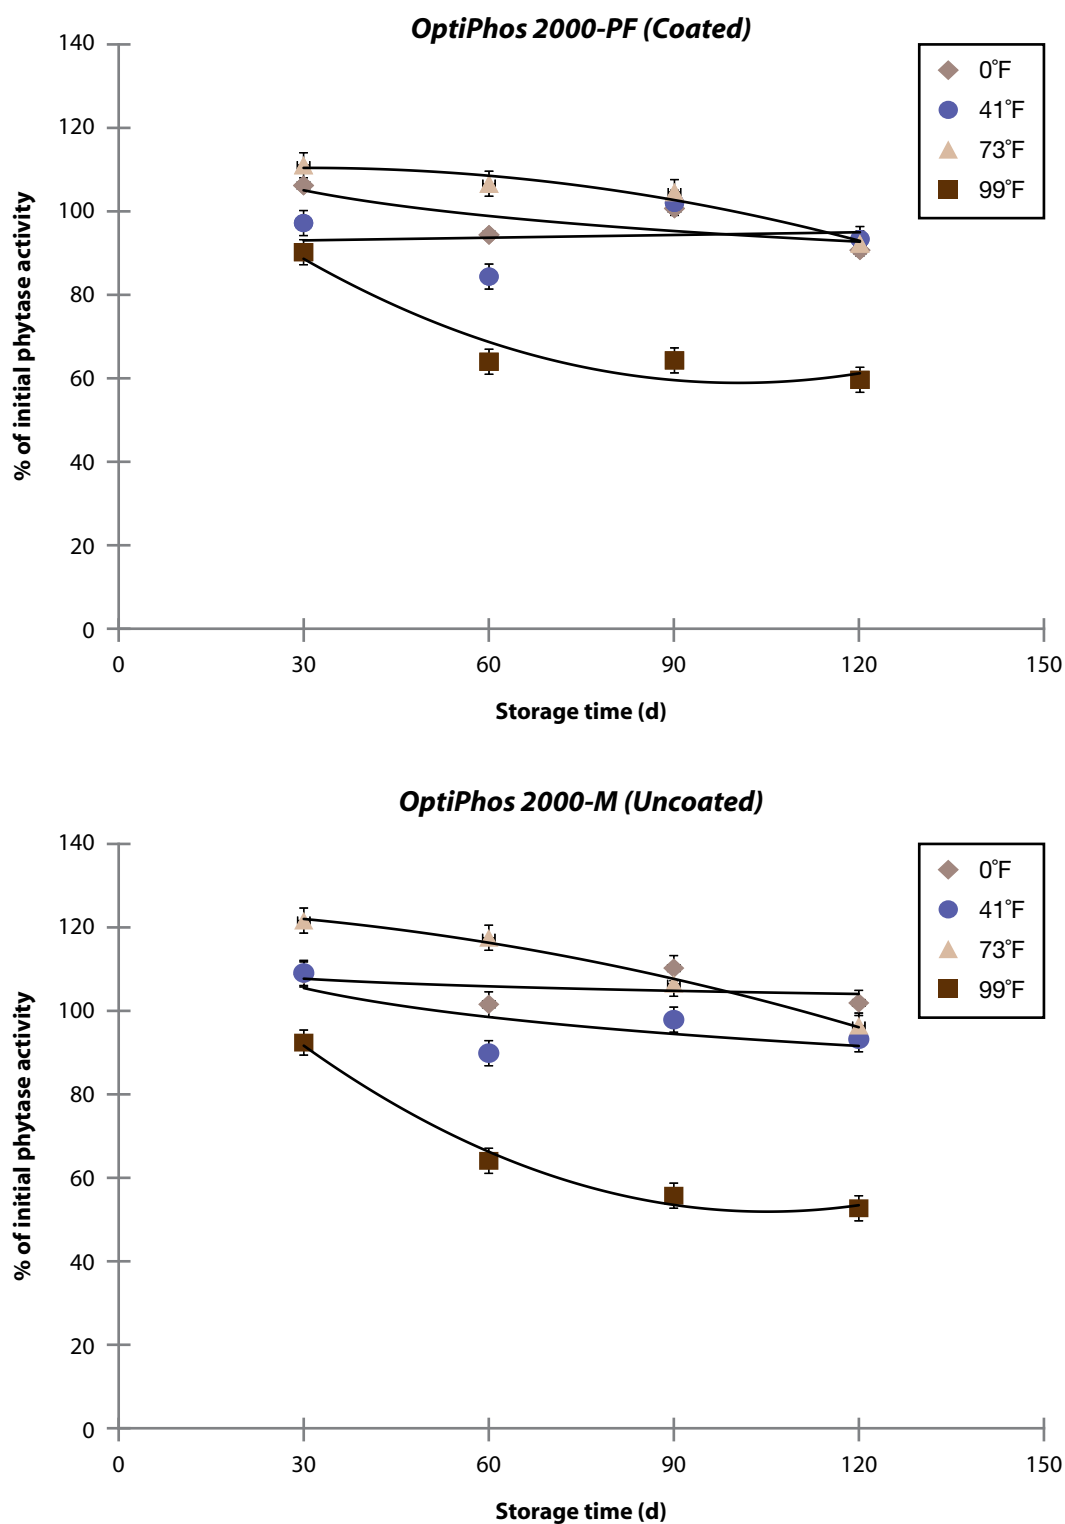 OptiPhos 2000-PF (Coated)
140
120
100
80
60
40
20
0
% of initial phytase activity
0 30 60 90 120 150
Storage time (d)
0°F
41°F
73°F
99°F
OptiPhos 2000-M (Uncoated)
140
120
100
80
60
40
20
0
% of initial phytase activity
0 30 60 90 120 150
Storage time (d)
0°F
41°F
73°F
99°F